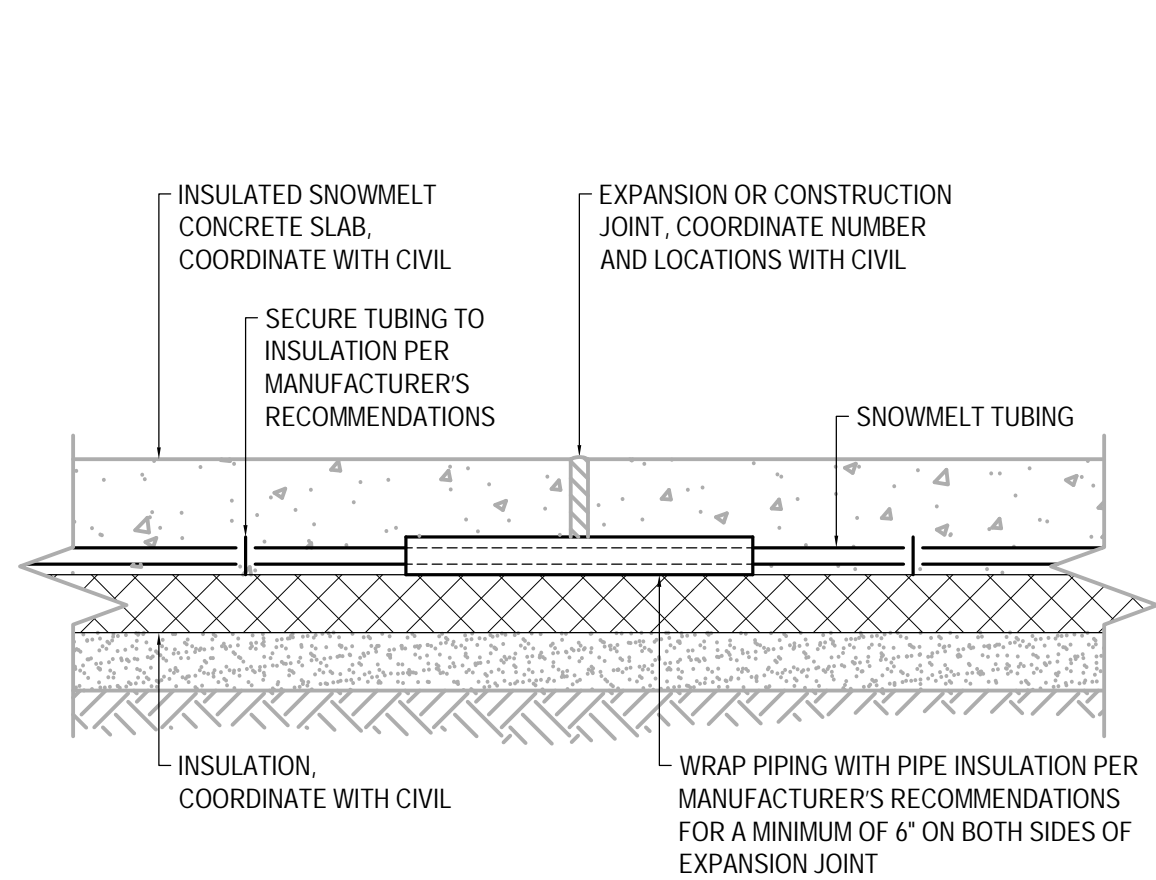 INSULATED SNOWMELT
CONCRETE SLAB,
COORDINATE WITH CIVIL
EXPANSION OR CONSTRUCTION
JOINT, COORDINATE NUMBER
AND LOCATIONS WITH CIVIL
SECURE TUBING TO
INSULATION PER
MANUFACTURER'S
RECOMMENDATIONS
SNOWMELT TUBING
INSULATION,
COORDINATE WITH CIVIL
WRAP PIPING WITH PIPE INSULATION PER
MANUFACTURER'S RECOMMENDATIONS
FOR A MINIMUM OF 6" ON BOTH SIDES OF
EXPANSION JOINT